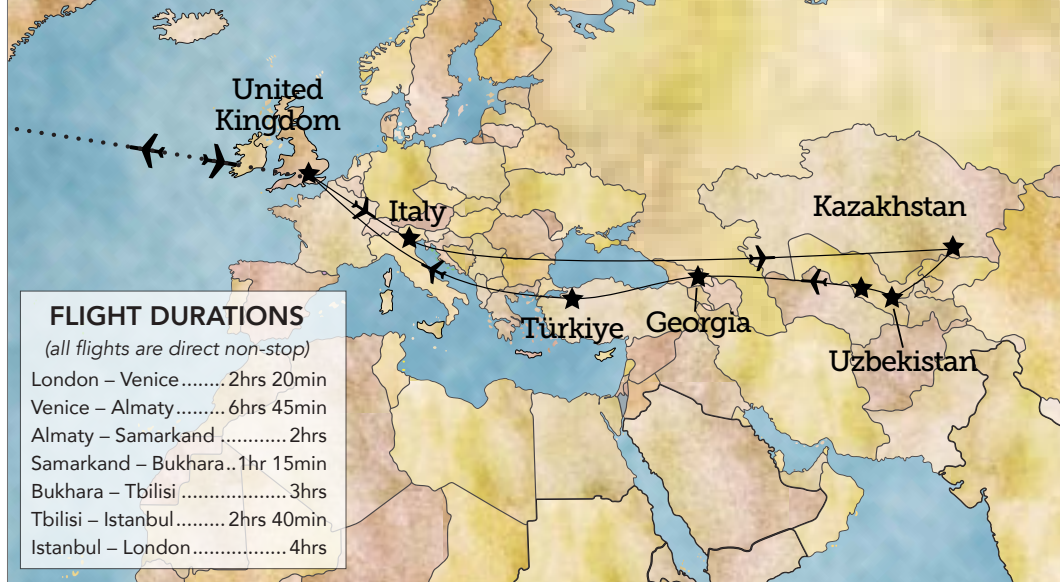 United
Kingdom
Italy
Kazakhstan
Türkiye
Georgia
Uzbekistan
FLIGHT DURATIONS
(all flights are direct non-stop)
London – Venice........2hrs 20min
Venice – Almaty.........6hrs 45min
Almaty – Samarkand ............2hrs
Samarkand – Bukhara..1hr 15min
Bukhara – Tbilisi ..................3hrs
Tbilisi – Istanbul.........2hrs 40min
Istanbul – London.................4hrs